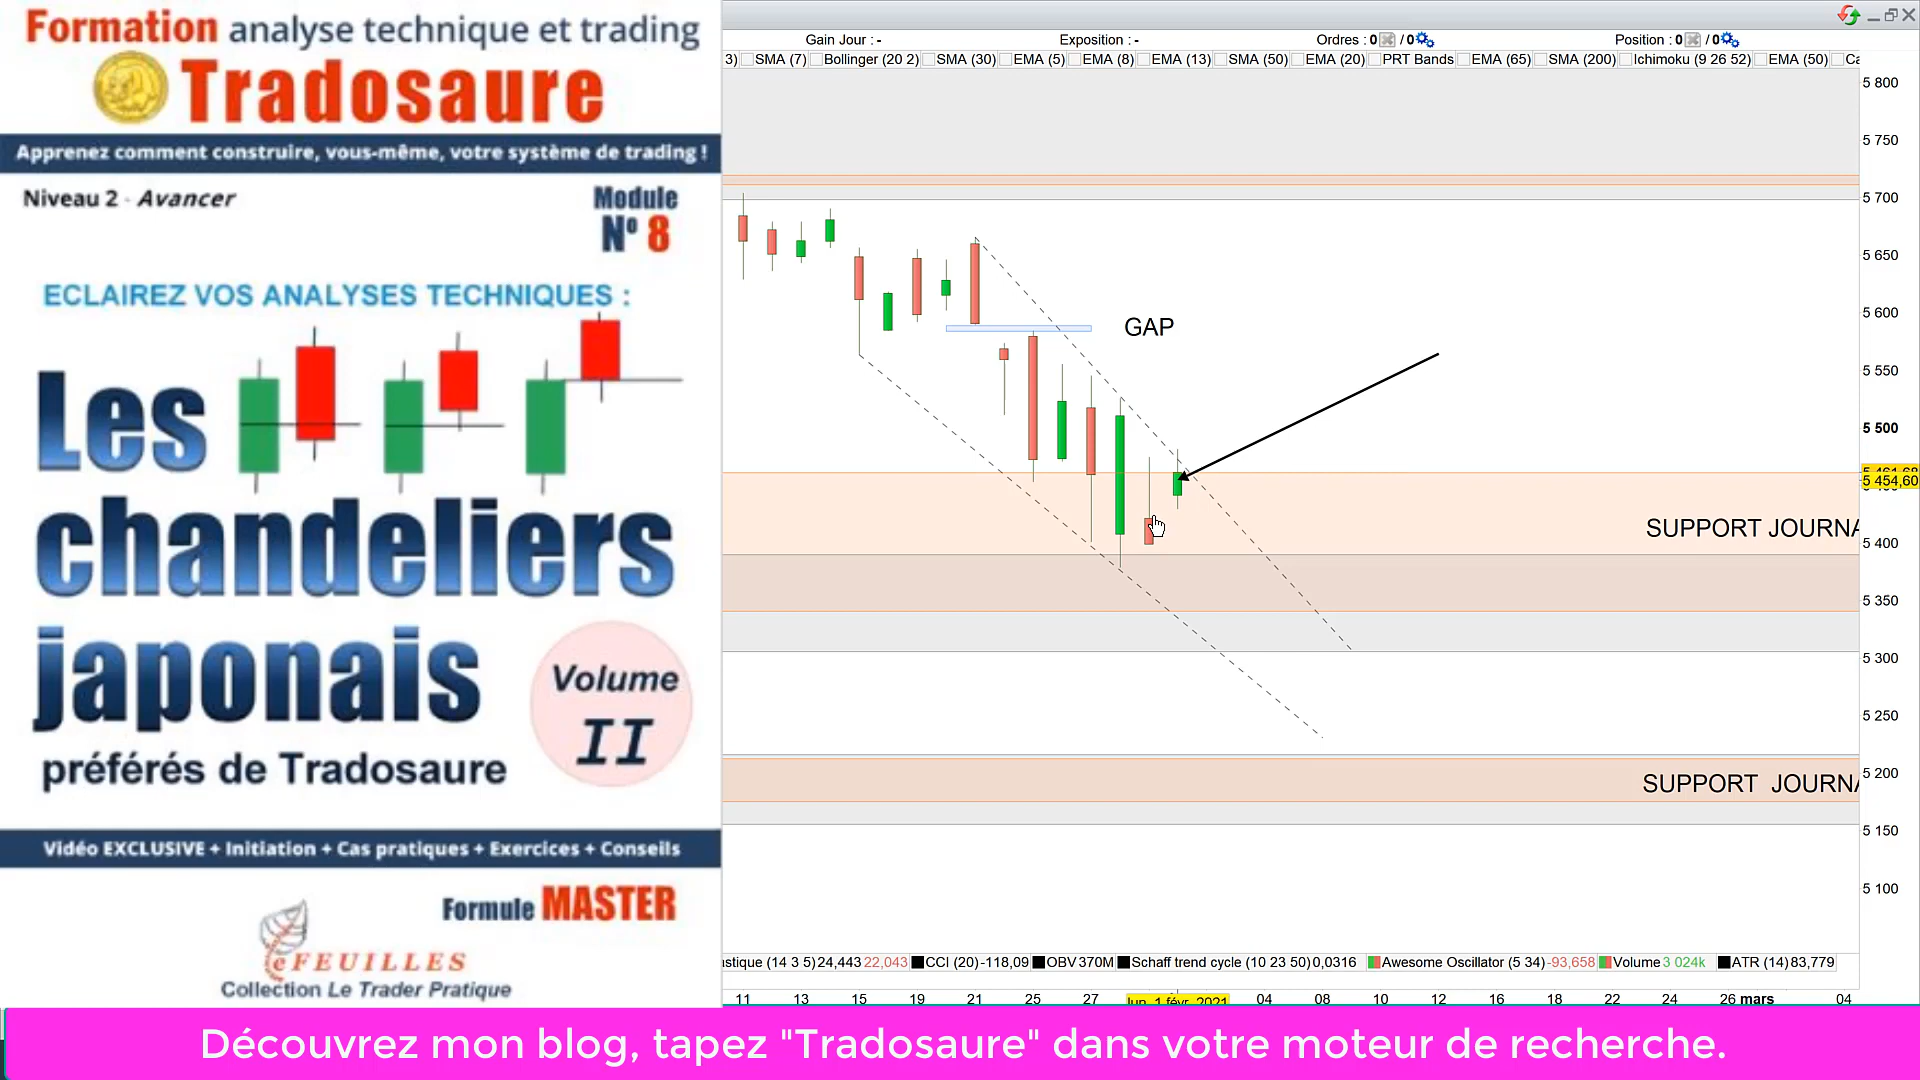 Formation analyse technique et trading
Tradosaure
Apprenez comment construire, vous-même, votre système de trading !
Niveau 2 - Avancer
Module
N° 8
ECLAIREZ VOS ANALYSES TECHNIQUES :
Les
chandeliers
japonais
Volume
II
préférés de Tradosaure
Vidéo EXCLUSIVE + Initiation + Cas pratiques + Exercices + Conseils
Formule MASTER
eFEUILLES
Collection Le Trader Pratique
Gain Jour : - Exposition : - Ordres : 0 / 0 Position : 0 / 0
3) SMA (7) Bollinger (20 2) SMA (30) EMA (5) EMA (8) EMA (13) SMA (50) EMA (20) PRT Bands EMA (65) SMA (200) Ichimoku (9 26 52) EMA (50) Ca
5 800
5 750
5 700
5 650
5 600
GAP
5 550
5 500
5 454,60
SUPPORT JOURNA
5 400
5 350
5 300
5 250
5 200
SUPPORT JOURNA
5 150
5 100
stique (14 3 5) 24,443 22,043 CCI (20) -118,09 OBV 370M Schaff trend cycle (10 23 50) 0,0316 Awesome Oscillator (5 34) -93,658 Volume 3 024k ATR (14) 83,779
11 13 15 19 21 25 27 lun. 1 févr. 2021 04 08 10 12 16 18 22 24 26 mars 04
Découvrez mon blog, tapez "Tradosaure" dans votre moteur de recherche.